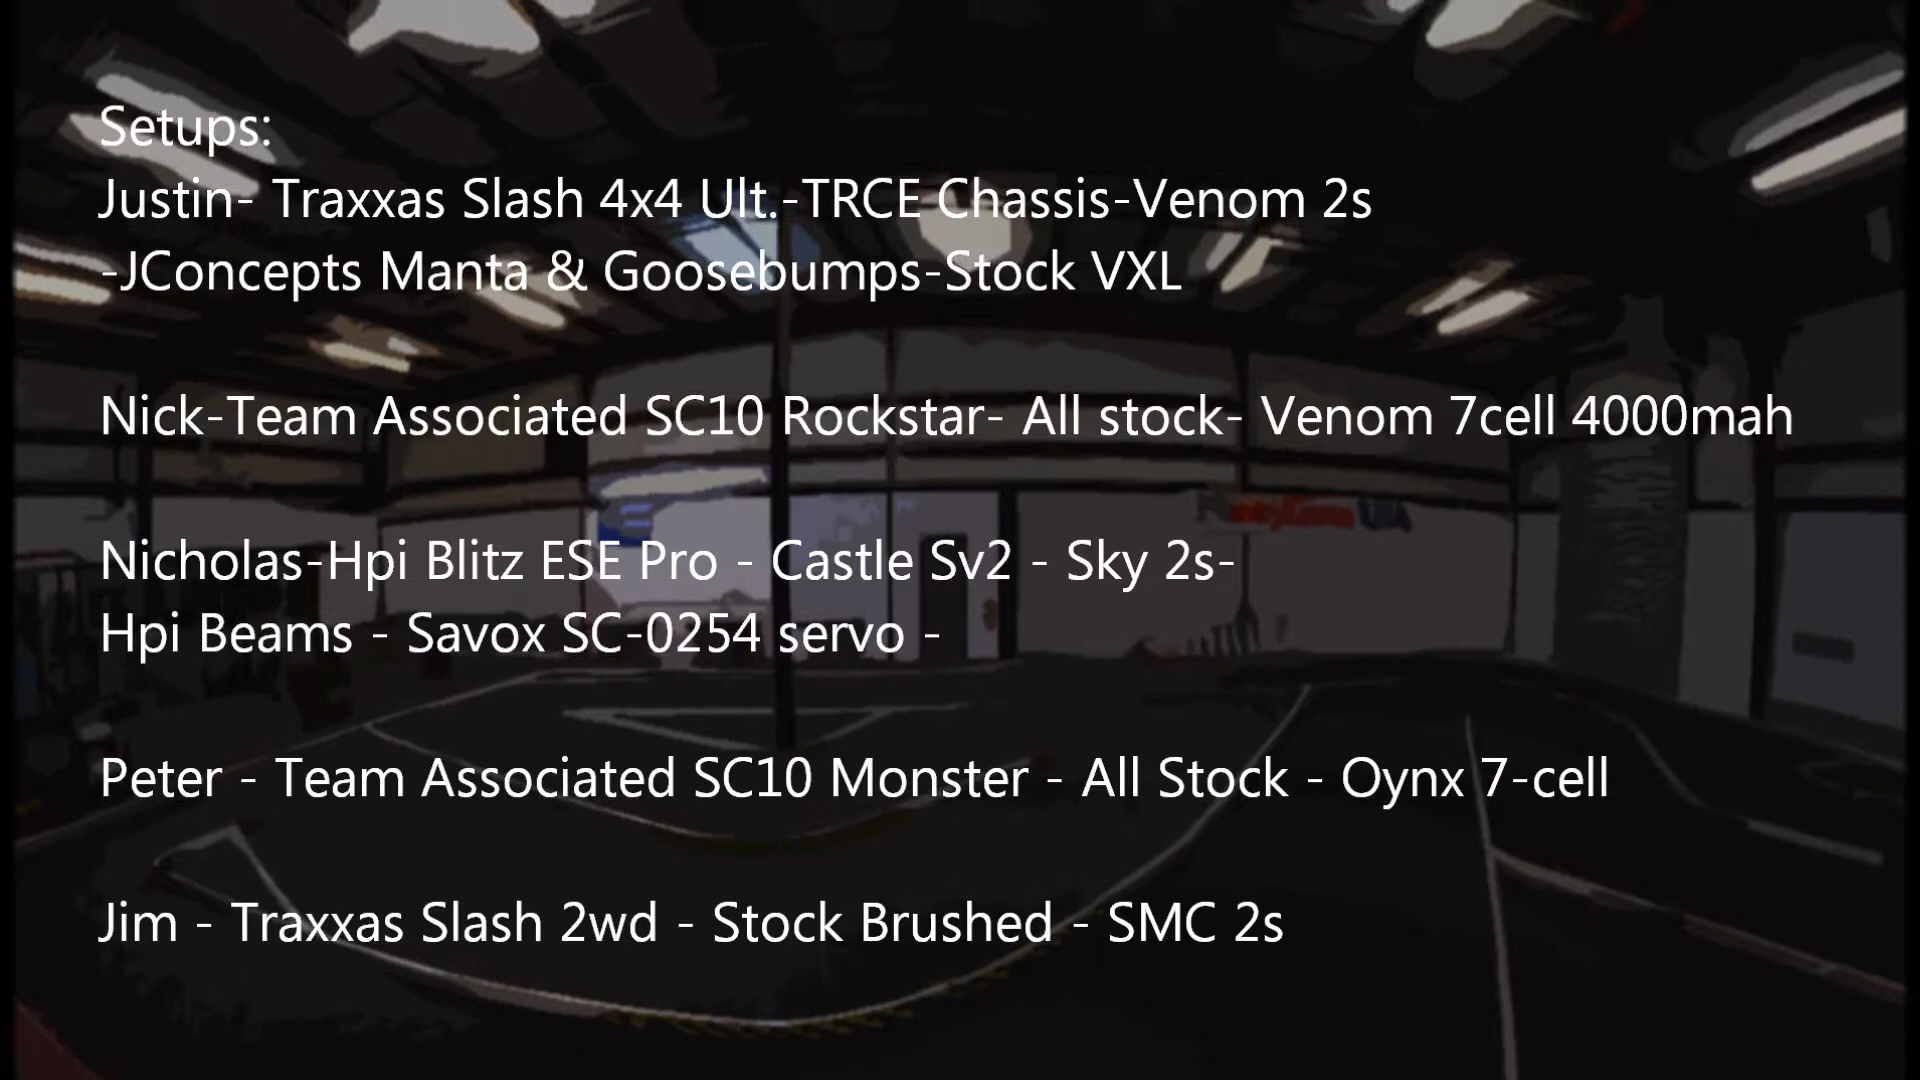 Setups:
Justin- Traxxas Slash 4x4 Ult.-TRCE Chassis-Venom 2s
-JConcepts Manta & Goosebumps-Stock VXL
Nick-Team Associated SC10 Rockstar- All stock- Venom 7cell 4000mah
Nicholas-Hpi Blitz ESE Pro - Castle Sv2 - Sky 2s-
Hpi Beams - Savox SC-0254 servo -
Peter - Team Associated SC10 Monster - All Stock - Oynx 7-cell
Jim - Traxxas Slash 2wd - Stock Brushed - SMC 2s